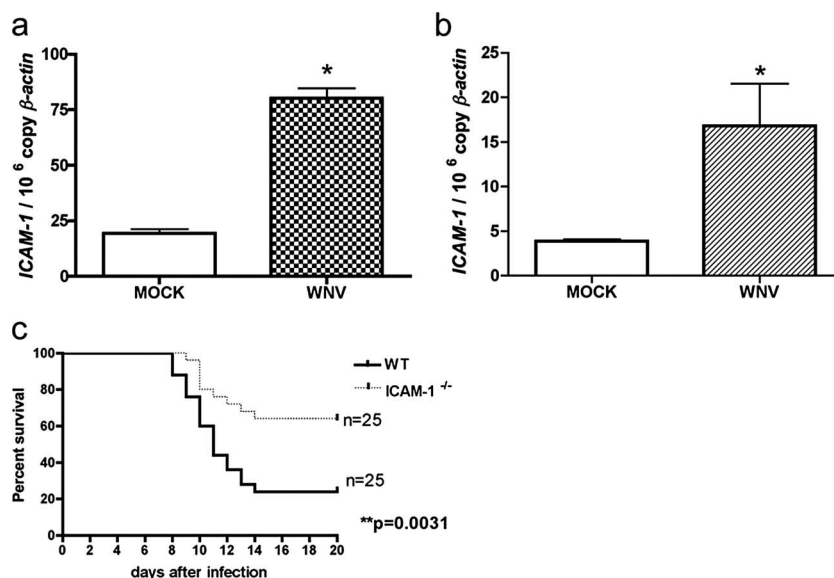 a
ICAM-1 / 10 6 copy β-actin
100
75
50
25
0
*
MOCK
WNV
b
ICAM-1 / 10 6 copy β-actin
25
20
15
10
5
0
*
MOCK
WNV
c
Percent survival
100
80
60
40
20
0
WT
ICAM-1 -/-
n=25
n=25
**p=0.0031
0 2 4 6 8 10 12 14 16 18 20
days after infection